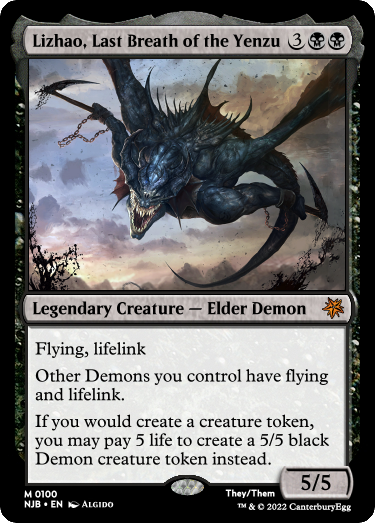 Lizhao, Last Breath of the Yenzu 3
Legendary Creature — Elder Demon
Flying, lifelink
Other Demons you control have flying
and lifelink.
If you would create a creature token,
you may pay 5 life to create a 5/5 black
Demon creature token instead.
5/5
M 0100
NJB • EN ALGIDO
They/Them
™ & © 2022 CanterburyEgg